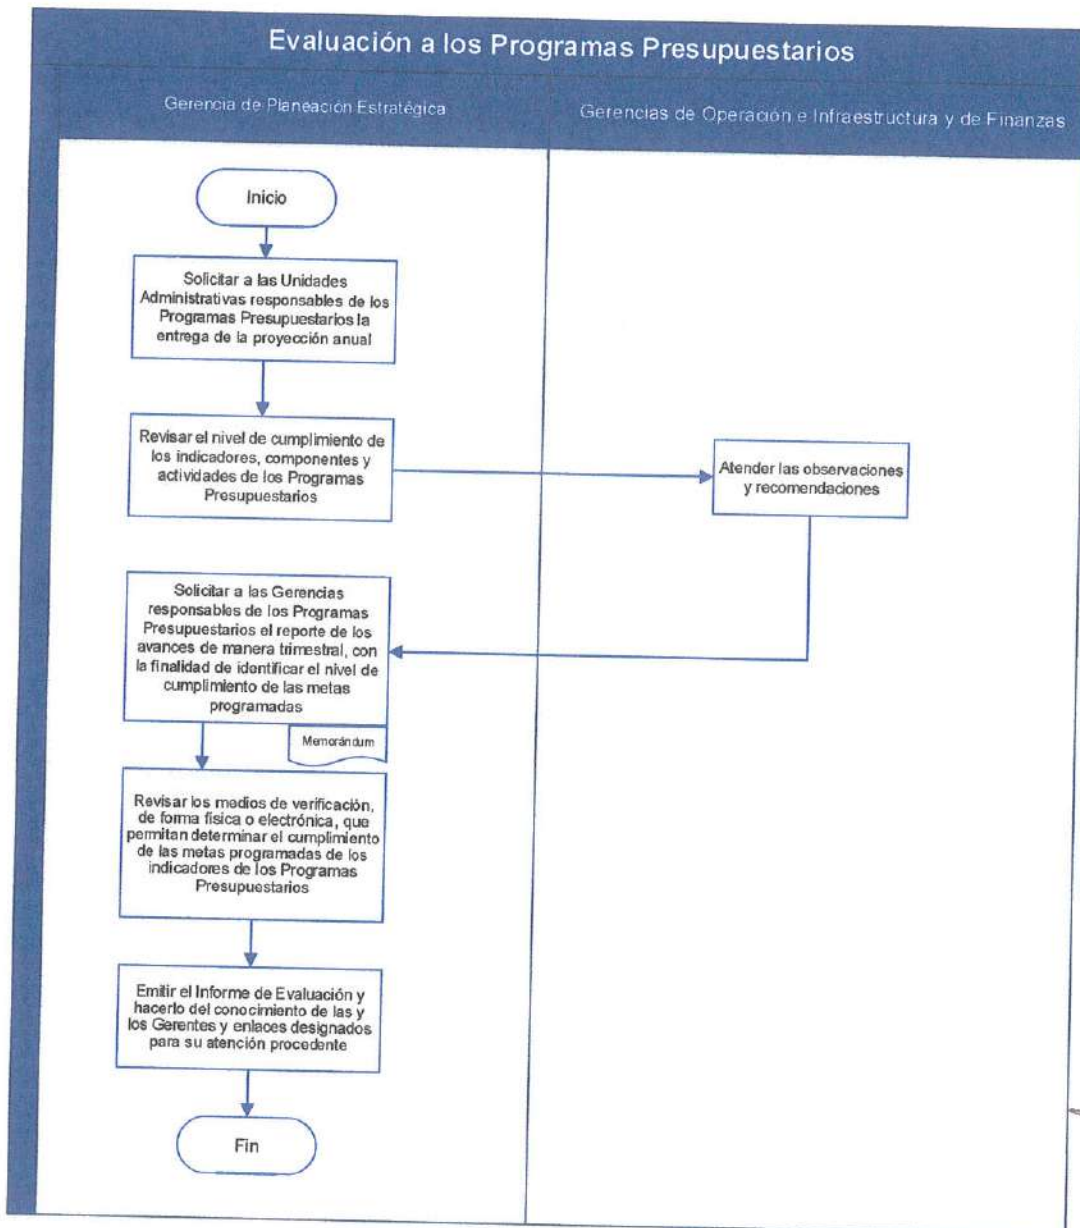 Evaluación a los Programas Presupuestarios
Gerencia de Planeación Estratégica
Gerencias de Operación e Infraestructura y de Finanzas
Inicio
Solicitar a las Unidades
Administrativas responsables de los
Programas Presupuestarios la
entrega de la proyección anual
Revisar el nivel de cumplimiento de
los indicadores, componentes y
actividades de los Programas
Presupuestarios
Atender las observaciones
y recomendaciones
Solicitar a las Gerencias
responsables de los Programas
Presupuestarios el reporte de los
avances de manera trimestral, con
la finalidad de identificar el nivel de
cumplimiento de las metas
programadas
Memorándum
Revisar los medios de verificación,
de forma física o electrónica, que
permitan determinar el cumplimiento
de las metas programadas de los
indicadores de los Programas
Presupuestarios
Emitir el Informe de Evaluación y
hacerlo del conocimiento de las y
los Gerentes y enlaces designados
para su atención procedente
Fin